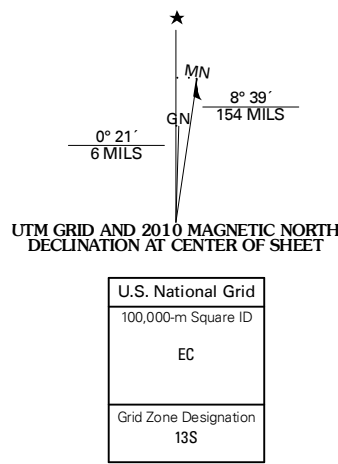 ★
MN
GN
8° 39´
154 MILS
0° 21´
6 MILS
UTM GRID AND 2010 MAGNETIC NORTH
DECLINATION AT CENTER OF SHEET
U.S. National Grid
100,000-m Square ID
EC
Grid Zone Designation
13S